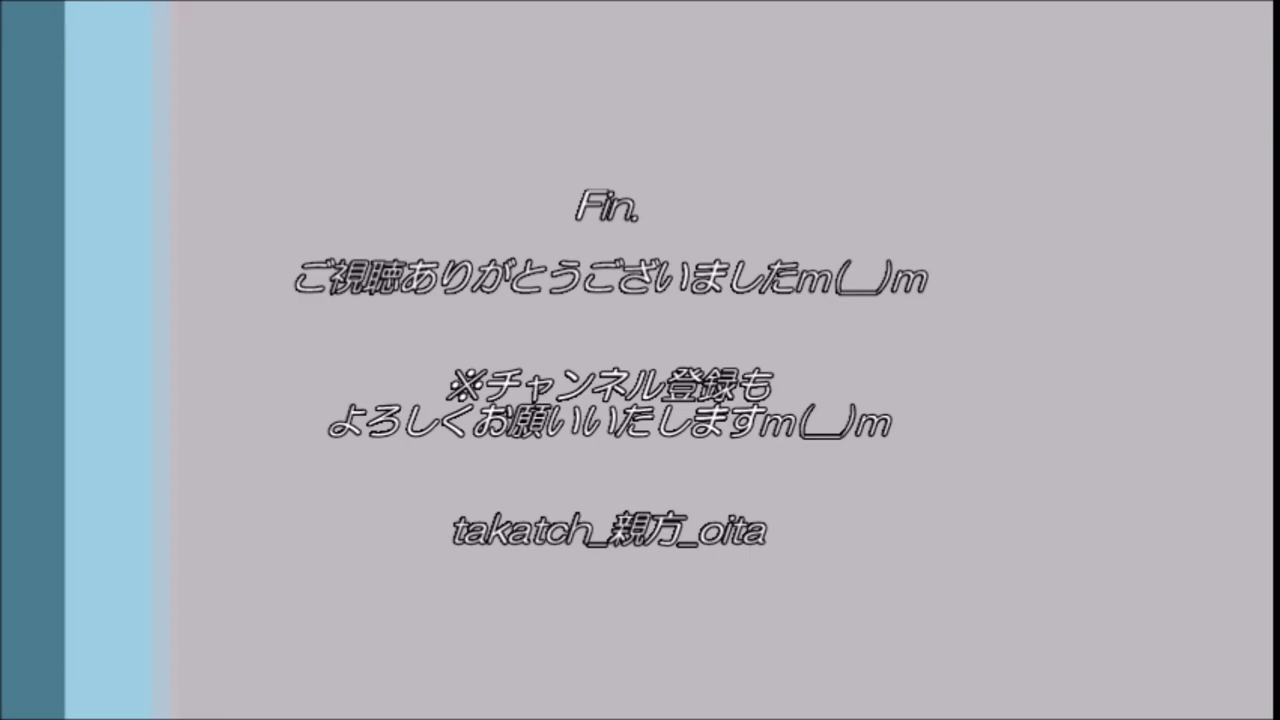 Fin.
ご視聴ありがとうございましたm(__)m
※チャンネル登録も
よろしくお願いいたしますm(__)m
takatch_親方_oita